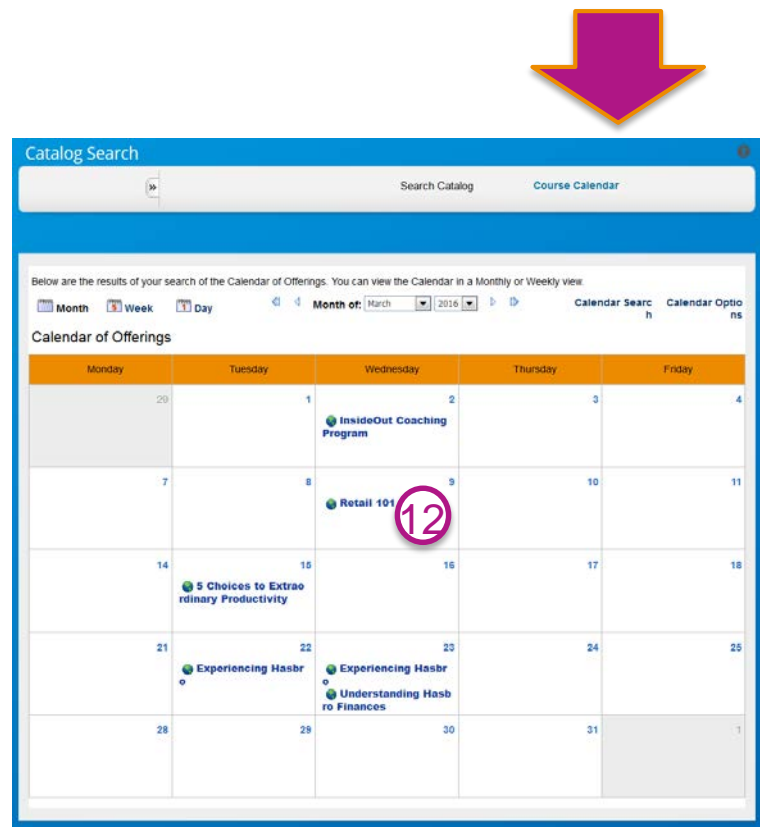 Catalog Search
»
Search Catalog Course Calendar
Below are the results of your search of the Calendar of Offerings. You can view the Calendar in a Monthly or Weekly view.
Month 5 Week 1 Day Month of: March 2016 Calendar Searc Calendar Optio
h ns
Calendar of Offerings
Monday Tuesday Wednesday Thursday Friday
29 1 2 3 4
InsideOut Coaching
Program
7 8 9 10 11
Retail 101
12
14 15 16 17 18
5 Choices to Extrao
rdinary Productivity
21 22 23 24 25
Experiencing Hasbr Experiencing Hasbr
o o
Understanding Hasb
ro Finances
28 29 30 31 1